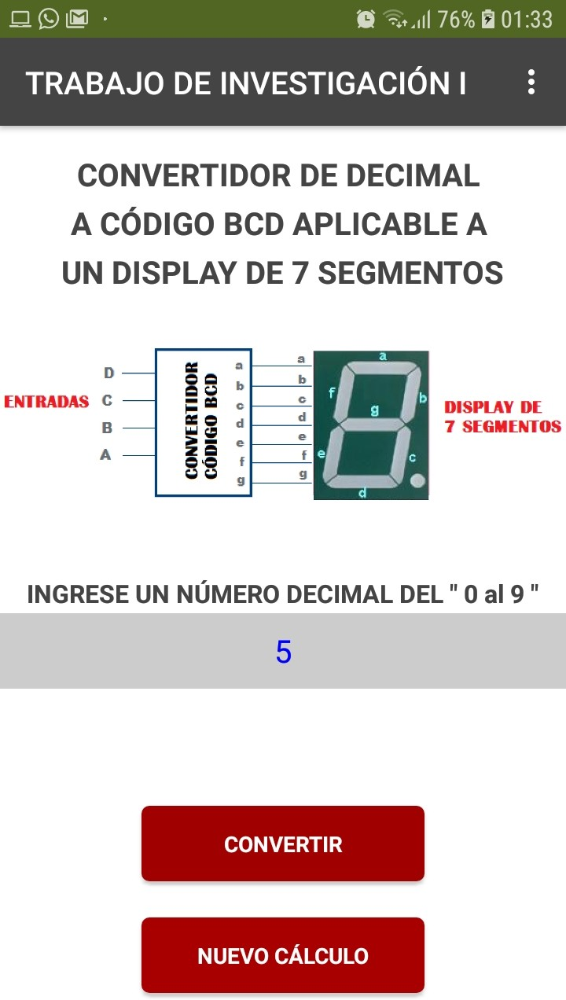 76% 01:33
TRABAJO DE INVESTIGACIÓN I
CONVERTIDOR DE DECIMAL
A CÓDIGO BCD APLICABLE A
UN DISPLAY DE 7 SEGMENTOS
ENTRADAS
D
C
B
A
CONVERTIDOR
CÓDIGO BCD
a
b
c
d
e
f
g
a
b
c
d
e
f
g
a
f
b
g
e
c
d
DISPLAY DE
7 SEGMENTOS
INGRESE UN NÚMERO DECIMAL DEL " 0 al 9 "
5
CONVERTIR
NUEVO CÁLCULO